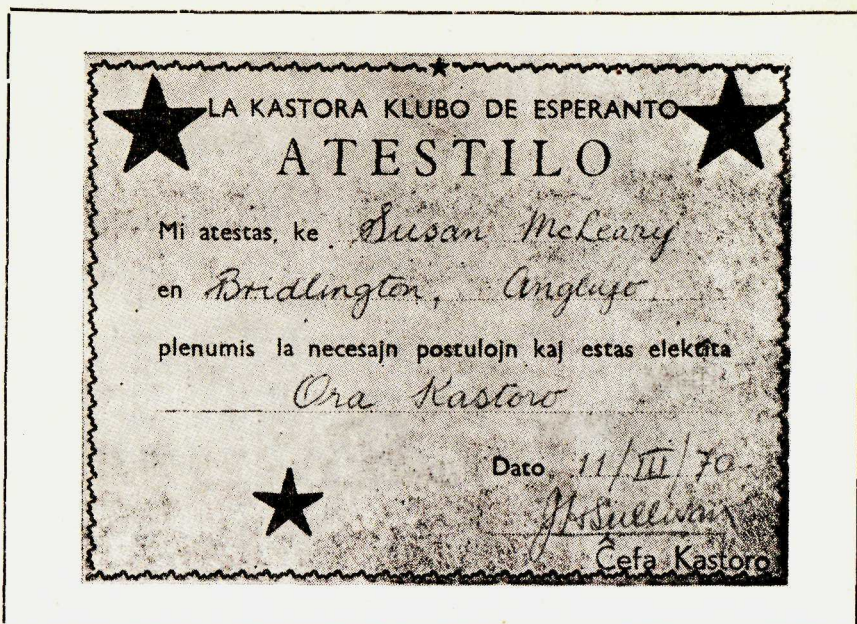 LA KASTORA KLUBO DE ESPERANTO
ATESTILO
Mi atestas, ke Susan McLeary
en Bridlington, Anglujo
plenumis la necesajn postulojn kaj estas elektita
Ora Kastoro
Dato 11/III/70
Sullivan
Ĉefa Kastoro